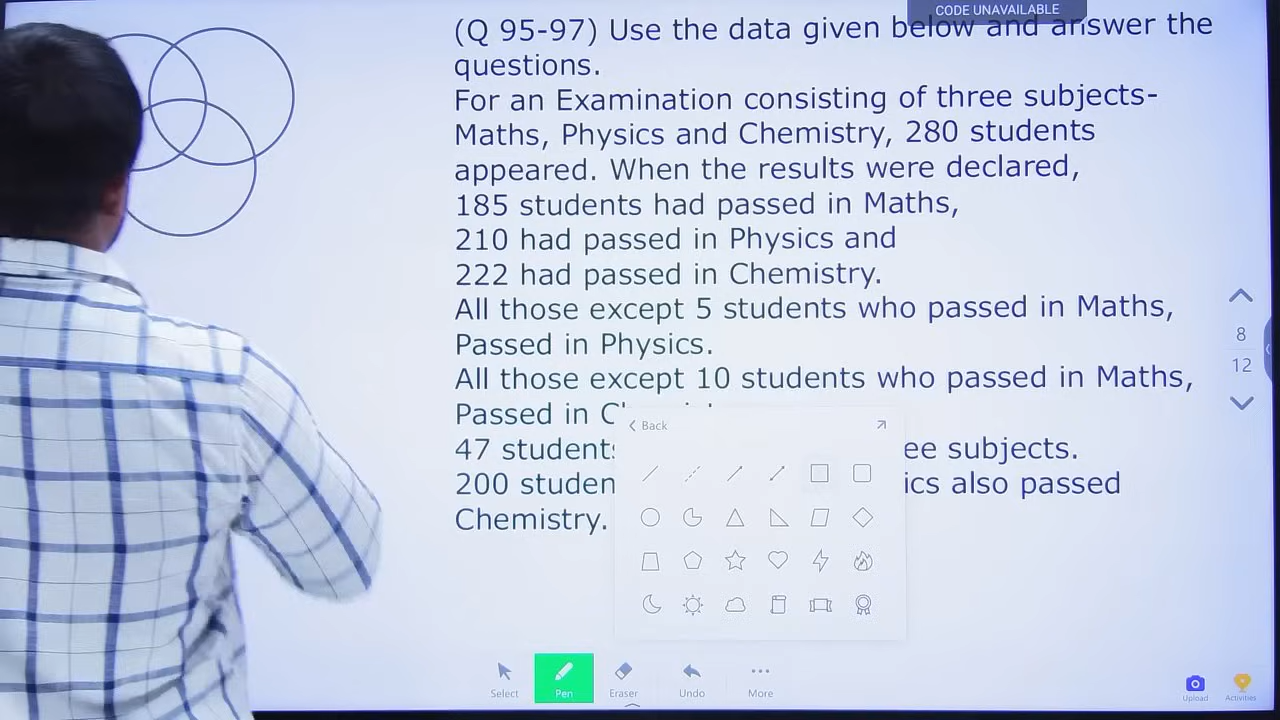 CODE UNAVAILABLE
(Q 95-97) Use the data given below and answer the
questions.
For an Examination consisting of three subjects-
Maths, Physics and Chemistry, 280 students
appeared. When the results were declared,
185 students had passed in Maths,
210 had passed in Physics and
222 had passed in Chemistry.
All those except 5 students who passed in Maths,
Passed in Physics.
All those except 10 students who passed in Maths,
Passed in
47 subjects.
200 also passed
Chemistry.
Back
8
12
Select
Pen
Eraser
Undo
More
Upload
Activities